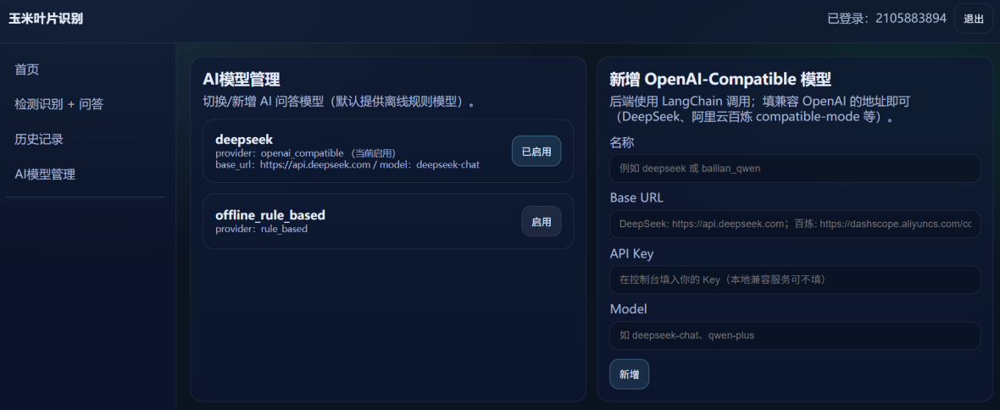 玉米叶片识别
已登录：2105883894
退出
首页
检测识别 + 问答
历史记录
AI模型管理
AI模型管理
切换/新增 AI 问答模型（默认提供离线规则模型）。
deepseek
provider：openai_compatible （当前启用）
base_url：https://api.deepseek.com / model：deepseek-chat
已启用
offline_rule_based
provider：rule_based
启用
新增 OpenAI-Compatible 模型
后端使用 LangChain 调用；填兼容 OpenAI 的地址即可
（DeepSeek、阿里云百炼 compatible-mode 等）。
名称
例如 deepseek 或 bailian_qwen
Base URL
DeepSeek: https://api.deepseek.com；百炼: https://dashscope.aliyuncs.com/cc
API Key
在控制台填入你的 Key（本地兼容服务可不填）
Model
如 deepseek-chat、qwen-plus
新增